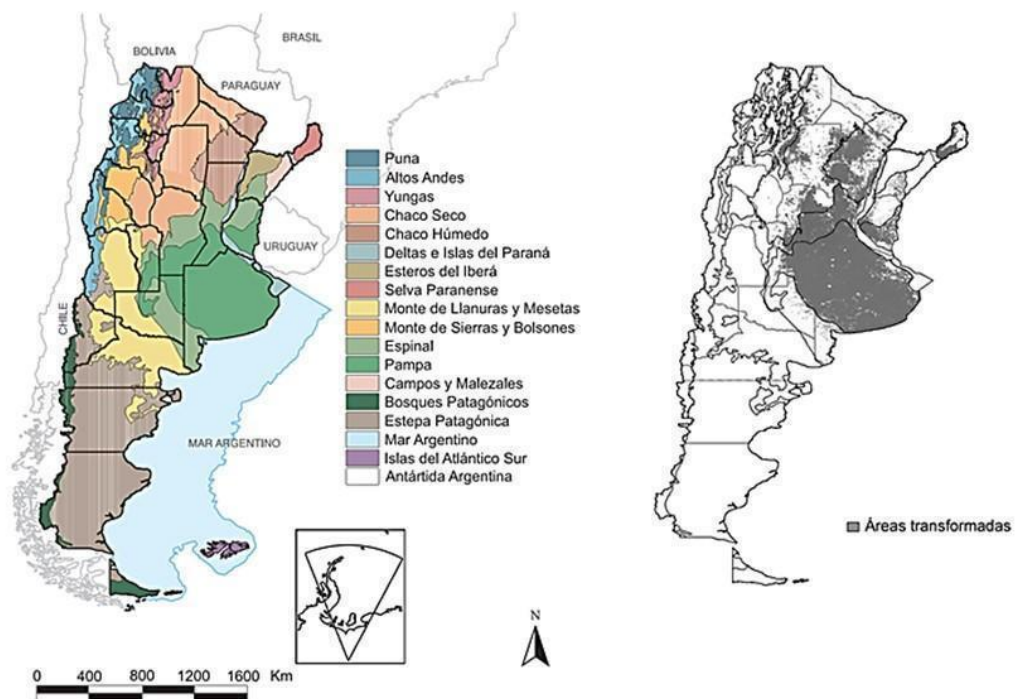 BOLIVIA
BRASIL
PARAGUAY
URUGUAY
CHILE
MAR ARGENTINO
Puna
Altos Andes
Yungas
Chaco Seco
Chaco Húmedo
Deltas e Islas del Paraná
Esteros del Iberá
Selva Paranense
Monte de Llanuras y Mesetas
Monte de Sierras y Bolsones
Espinal
Pampa
Campos y Malezales
Bosques Patagónicos
Estepa Patagónica
Mar Argentino
Islas del Atlántico Sur
Antártida Argentina
Áreas transformadas
N
0 400 800 1200 1600 Km